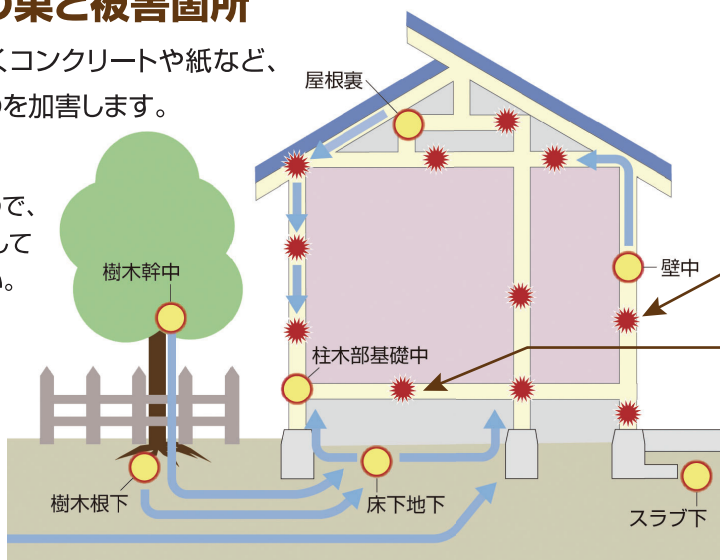 の巣と被害箇所
くコンクリートや紙など、
のを加害します。
ので、
して
い。
屋根裏
樹木幹中
壁中
柱木部基礎中
樹木根下
床下地下
スラブ下